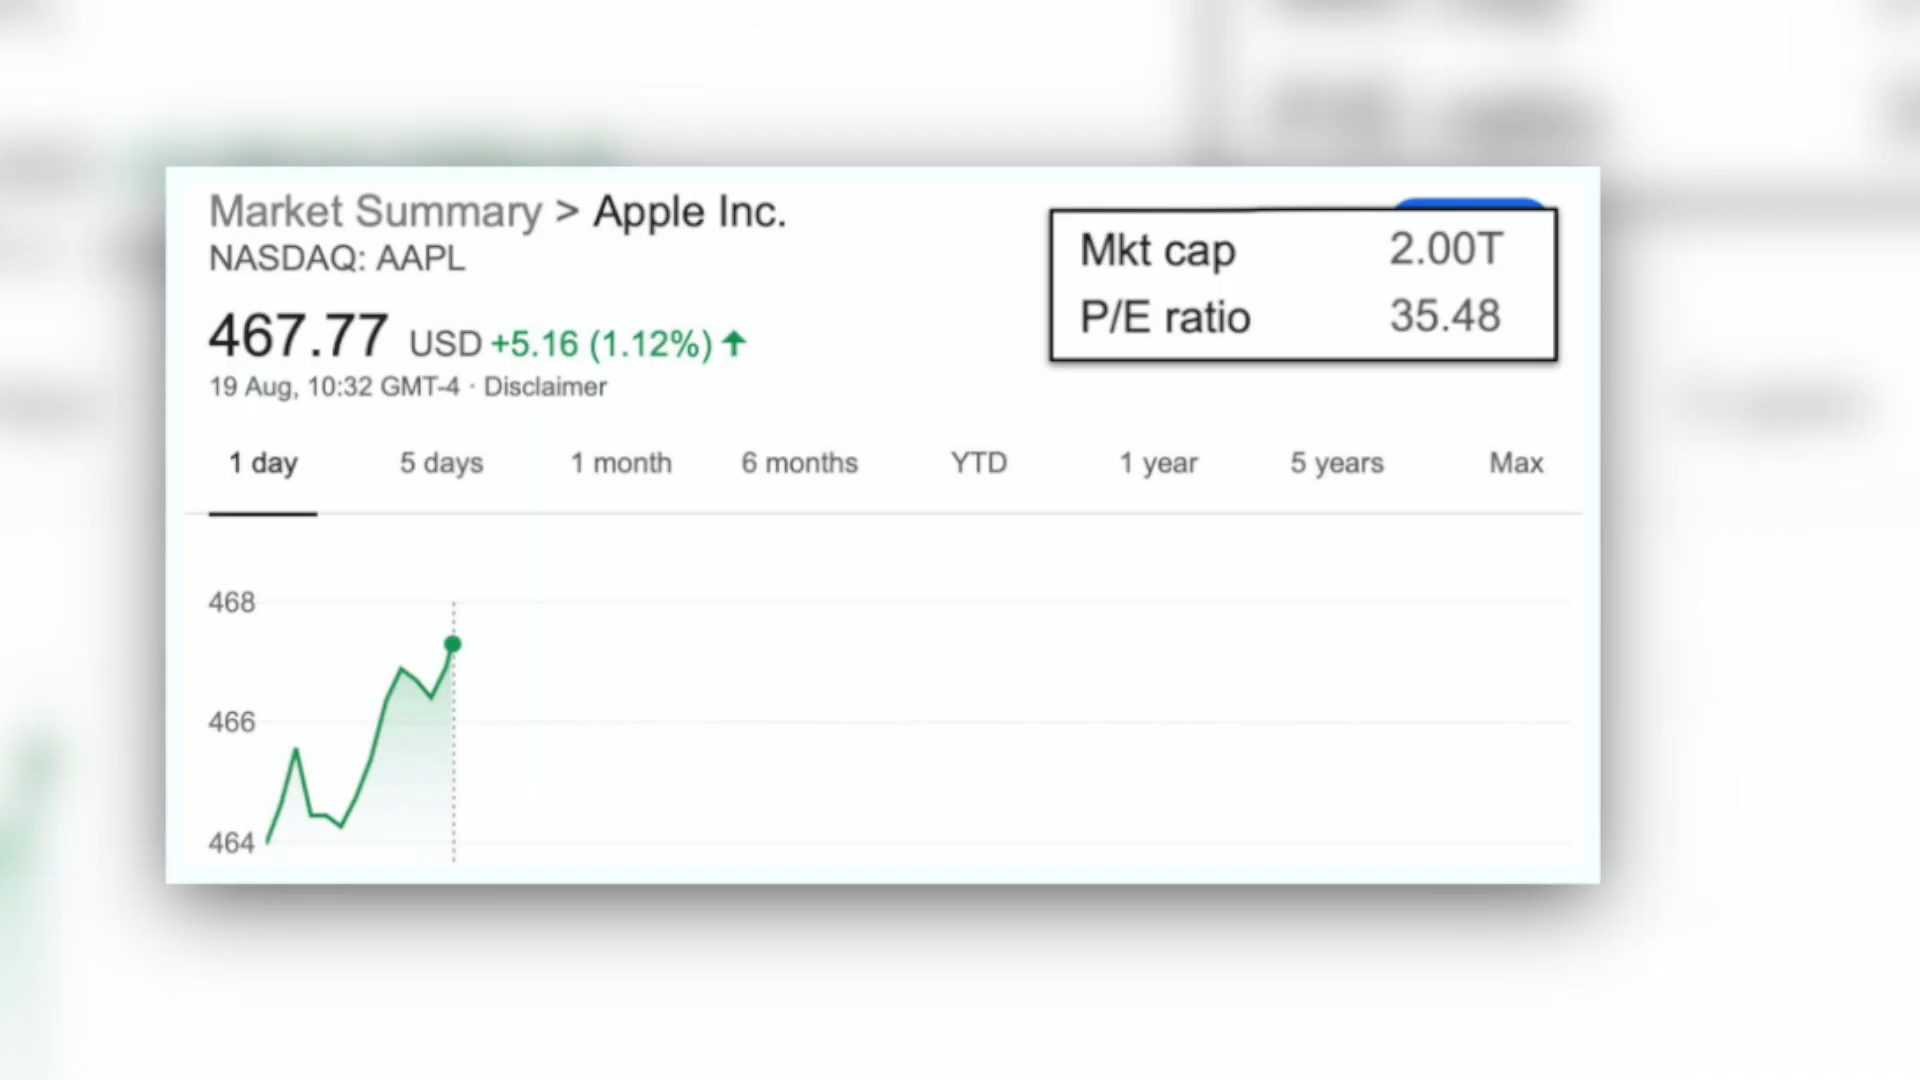 Market Summary > Apple Inc.
NASDAQ: AAPL
Mkt cap 2.00T
P/E ratio 35.48
467.77 USD +5.16 (1.12%)
19 Aug, 10:32 GMT-4 · Disclaimer
1 day 5 days 1 month 6 months YTD 1 year 5 years Max
468
466
464